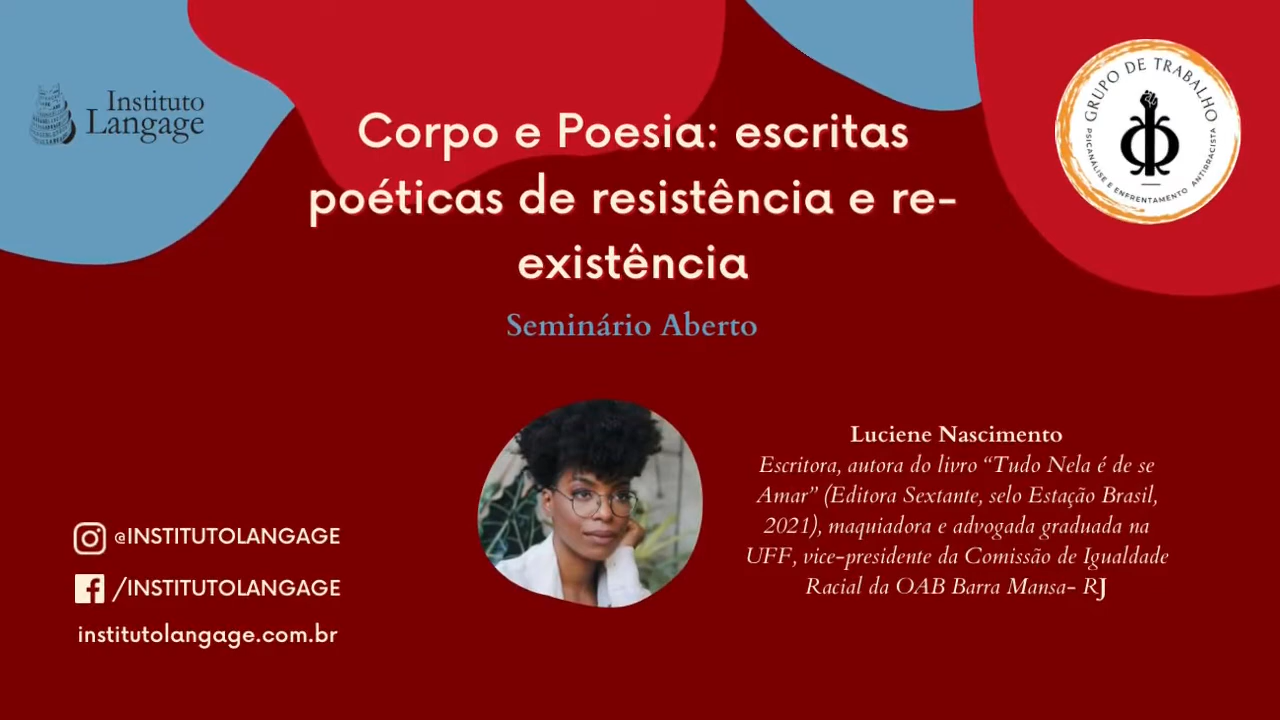 Instituto
Langage
Corpo e Poesia: escritas
poéticas de resistência e re-
existência
Seminário Aberto
GRUPO DE TRABALHO
PSICANÁLISE E ENFRENTAMENTO ANTIRRACISTA
Luciene Nascimento
Escritora, autora do livro “Tudo Nela é de se
Amar” (Editora Sextante, selo Estação Brasil,
2021), maquiadora e advogada graduada na
UFF, vice-presidente da Comissão de Igualdade
Racial da OAB Barra Mansa- RJ
@INSTITUTOLANGAGE
/INSTITUTOLANGAGE
institutolangage.com.br